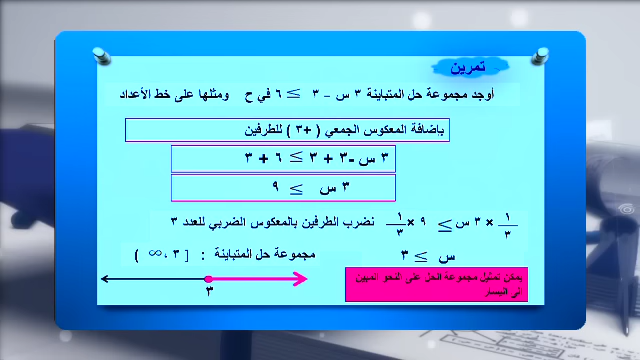 تمرين
أوجد مجموعة حل المتباينة ٣ س – ٣ ≥ ٦ في ح ومثلها على خط الأعداد
بإضافة المعكوس الجمعي ( +٣ ) للطرفين
٣ س -٣ + ٣ ≥ ٦ + ٣
٣ س ≥ ٩
١/٣ × ٣ س ≥ ٩ × ١/٣ نضرب الطرفين بالمعكوس الضربي للعدد ٣
س ≥ ٣
مجموعة حل المتباينة : [ ٣ ، ∞ )
يمكن تمثيل مجموعة الحل على النحو المبين
إلى اليسار
٣